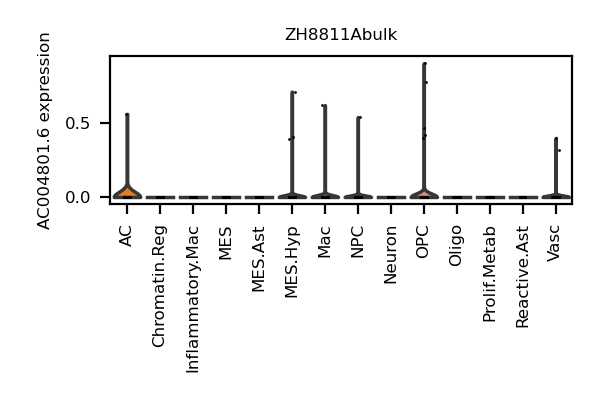 ZH8811Abulk
AC004801.6 expression
0.5
0.0
AC
Chromatin.Reg
Inflammatory.Mac
MES
MES.Ast
MES.Hyp
Mac
NPC
Neuron
OPC
Oligo
Prolif.Metab
Reactive.Ast
Vasc